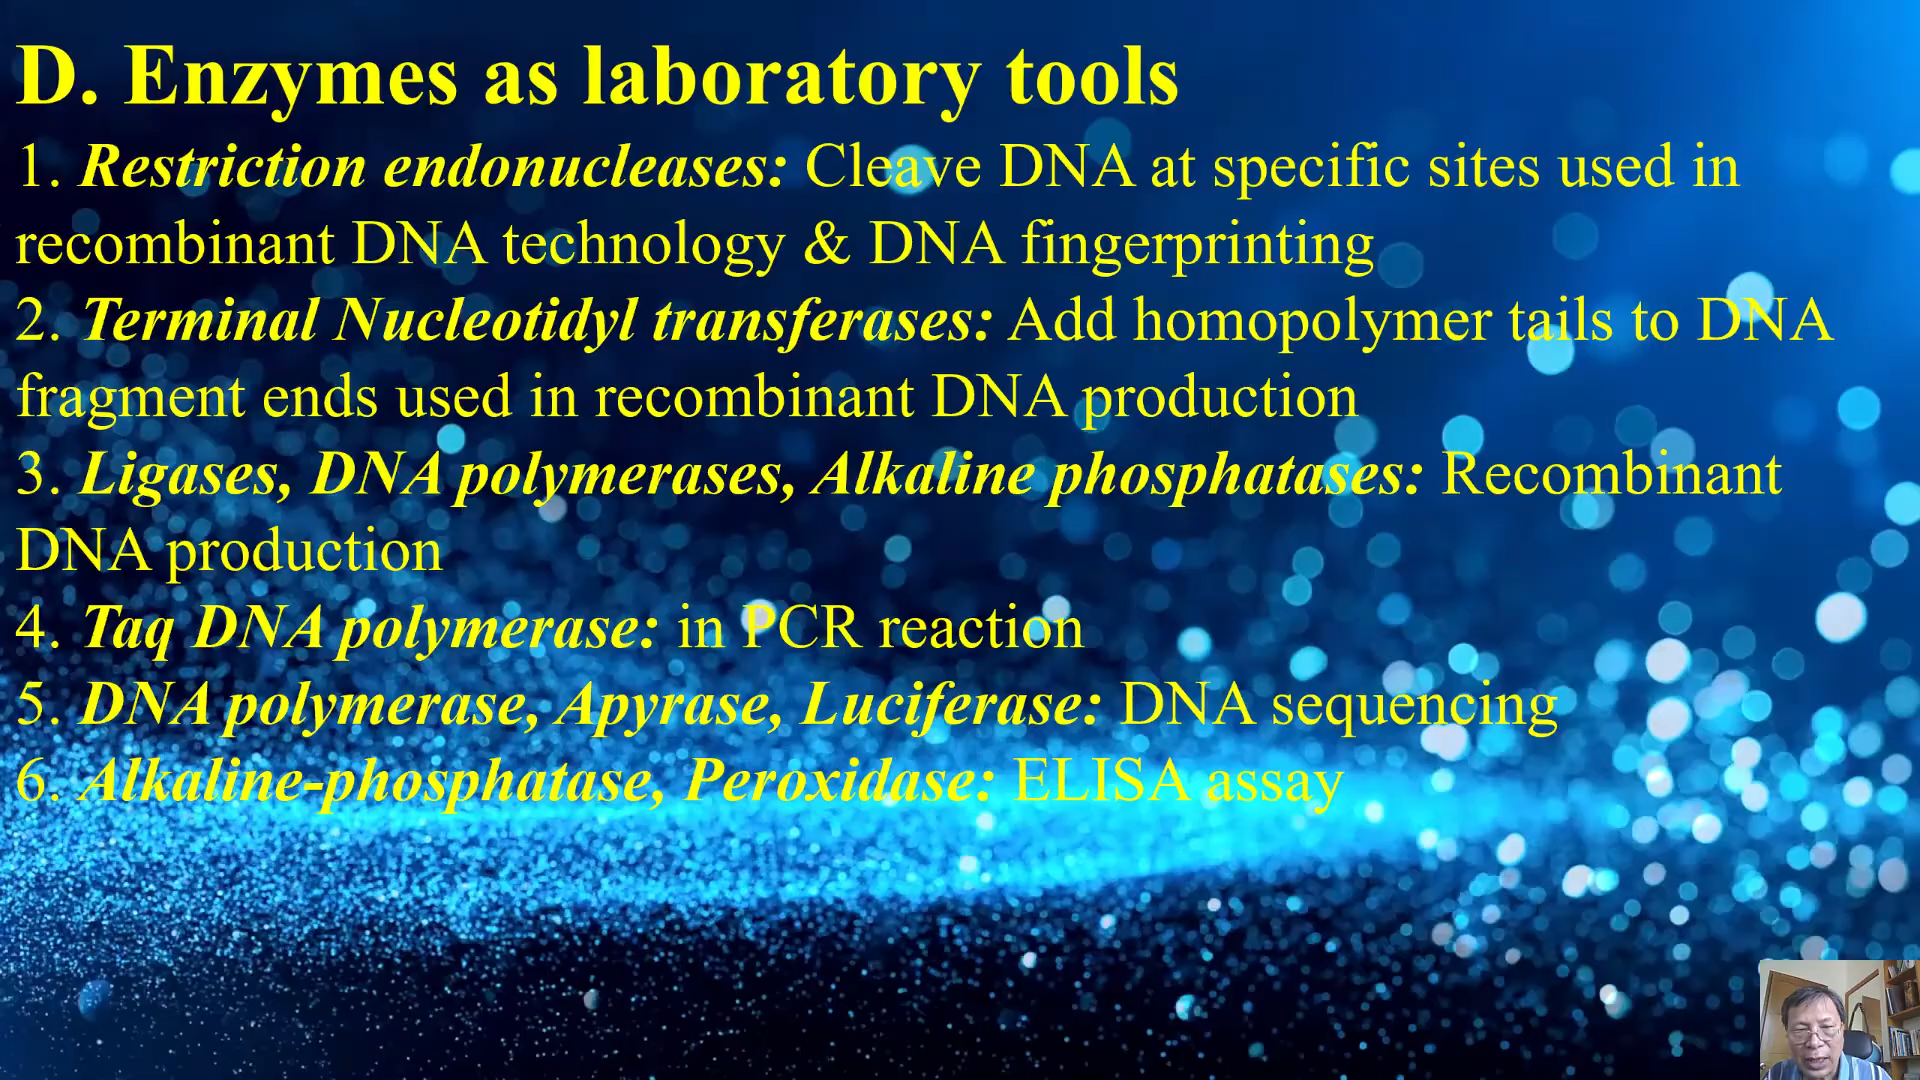 D. Enzymes as laboratory tools
1. Restriction endonucleases: Cleave DNA at specific sites used in
recombinant DNA technology & DNA fingerprinting
2. Terminal Nucleotidyl transferases: Add homopolymer tails to DNA
fragment ends used in recombinant DNA production
3. Ligases, DNA polymerases, Alkaline phosphatases: Recombinant
DNA production
4. Taq DNA polymerase: in PCR reaction
5. DNA polymerase, Apyrase, Luciferase: DNA sequencing
6. Alkaline-phosphatase, Peroxidase: ELISA assay